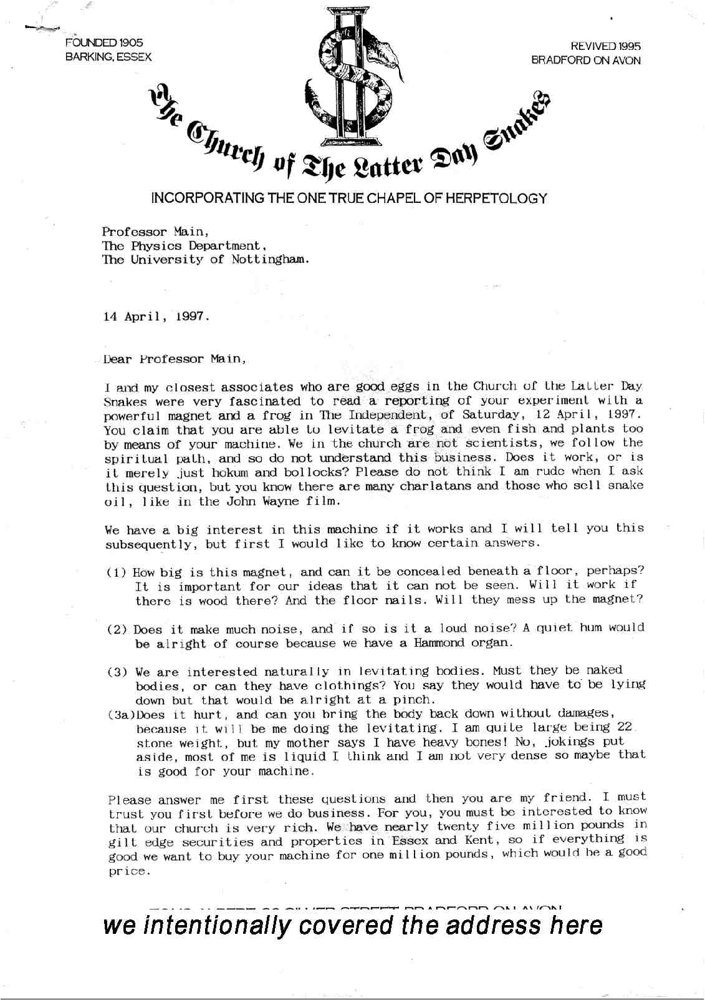 FOUNDED 1905
BARKING, ESSEX
REVIVED 1995
BRADFORD ON AVON
The Church of The Latter Day Snakes
INCORPORATING THE ONE TRUE CHAPEL OF HERPETOLOGY
Professor Main,
The Physics Department,
The University of Nottingham.
14 April, 1997.
Dear Professor Main,
I and my closest associates who are good eggs in the Church of the Latter Day
Snakes were very fascinated to read a reporting of your experiment with a
powerful magnet and a frog in The Independent, of Saturday, 12 April, 1997.
You claim that you are able to levitate a frog and even fish and plants too
by means of your machine. We in the church are not scientists, we follow the
spiritual path, and so do not understand this business. Does it work, or is
it merely just hokum and bollocks? Please do not think I am rude when I ask
this question, but you know there are many charlatans and those who sell snake
oil, like in the John Wayne film.
We have a big interest in this machine if it works and I will tell you this
subsequently, but first I would like to know certain answers.
(1) How big is this magnet, and can it be concealed beneath a floor, perhaps?
It is important for our ideas that it can not be seen. Will it work if
there is wood there? And the floor nails. Will they mess up the magnet?
(2) Does it make much noise, and if so is it a loud noise? A quiet hum would
be alright of course because we have a Hammond organ.
(3) We are interested naturally in levitating bodies. Must they be naked
bodies, or can they have clothings? You say they would have to be lying
down but that would be alright at a pinch.
(3a)Does it hurt, and can you bring the body back down without damages,
because it will be me doing the levitating. I am quite large being 22
stone weight, but my mother says I have heavy bones! No, jokings put
aside, most of me is liquid I think and I am not very dense so maybe that
is good for your machine.
Please answer me first these questions and then you are my friend. I must
trust you first before we do business. For you, you must be interested to know
that our church is very rich. We have nearly twenty five million pounds in
gilt edge securities and properties in Essex and Kent, so if everything is
good we want to buy your machine for one million pounds, which would be a good
price.
we intentionally covered the address here